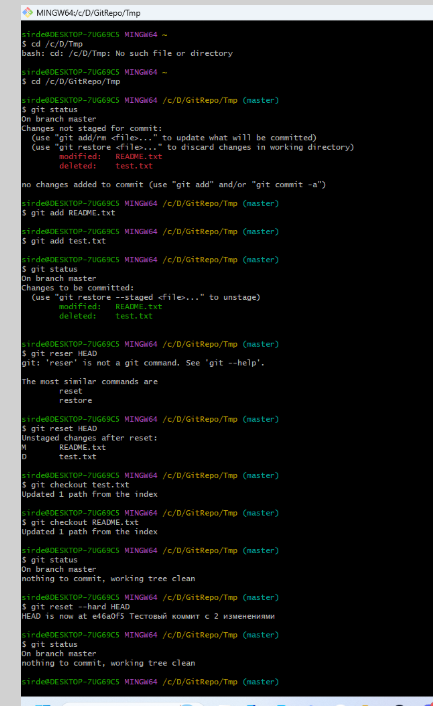 MINGW64:/c/D/GitRepo/Tmp
sirde@DESKTOP-7UG69C5 MINGW64 ~
$ cd /c/D/Tmp
bash: cd: /c/D/Tmp: No such file or directory
sirde@DESKTOP-7UG69C5 MINGW64 ~
$ cd /c/D/GitRepo/Tmp
sirde@DESKTOP-7UG69C5 MINGW64 /c/D/GitRepo/Tmp (master)
$ git status
On branch master
Changes not staged for commit:
(use "git add/rm <file>..." to update what will be committed)
(use "git restore <file>..." to discard changes in working directory)
modified: README.txt
deleted: test.txt
no changes added to commit (use "git add" and/or "git commit -a")
sirde@DESKTOP-7UG69C5 MINGW64 /c/D/GitRepo/Tmp (master)
$ git add README.txt
sirde@DESKTOP-7UG69C5 MINGW64 /c/D/GitRepo/Tmp (master)
$ git add test.txt
sirde@DESKTOP-7UG69C5 MINGW64 /c/D/GitRepo/Tmp (master)
$ git status
On branch master
Changes to be committed:
(use "git restore --staged <file>..." to unstage)
modified: README.txt
deleted: test.txt
sirde@DESKTOP-7UG69C5 MINGW64 /c/D/GitRepo/Tmp (master)
$ git reser HEAD
git: 'reser' is not a git command. See 'git --help'.
The most similar commands are
reset
restore
sirde@DESKTOP-7UG69C5 MINGW64 /c/D/GitRepo/Tmp (master)
$ git reset HEAD
Unstaged changes after reset:
M README.txt
D test.txt
sirde@DESKTOP-7UG69C5 MINGW64 /c/D/GitRepo/Tmp (master)
$ git checkout test.txt
Updated 1 path from the index
sirde@DESKTOP-7UG69C5 MINGW64 /c/D/GitRepo/Tmp (master)
$ git checkout README.txt
Updated 1 path from the index
sirde@DESKTOP-7UG69C5 MINGW64 /c/D/GitRepo/Tmp (master)
$ git status
On branch master
nothing to commit, working tree clean
sirde@DESKTOP-7UG69C5 MINGW64 /c/D/GitRepo/Tmp (master)
$ git reset --hard HEAD
HEAD is now at e46a0f5 Тестовый коммит с 2 изменениями
sirde@DESKTOP-7UG69C5 MINGW64 /c/D/GitRepo/Tmp (master)
$ git status
On branch master
nothing to commit, working tree clean
sirde@DESKTOP-7UG69C5 MINGW64 /c/D/GitRepo/Tmp (master)